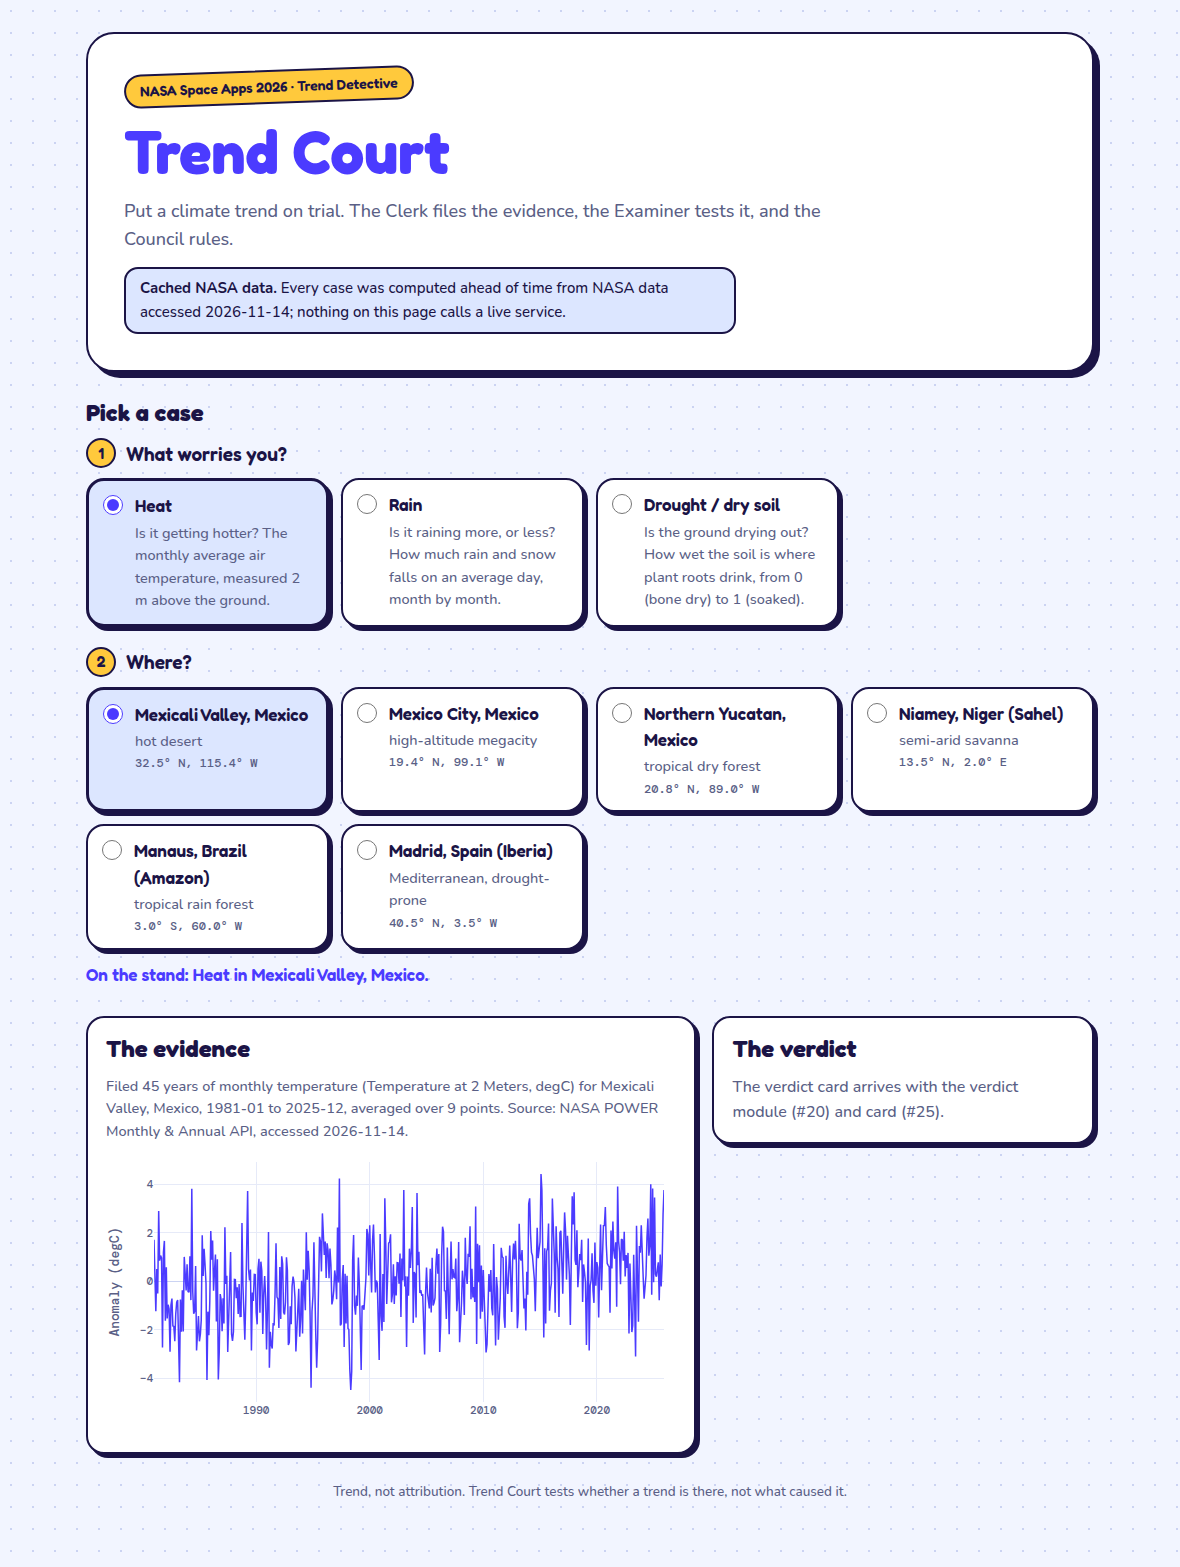 NASA Space Apps 2026 · Trend Detective
Trend Court
Put a climate trend on trial. The Clerk files the evidence, the Examiner tests it, and the
Council rules.
Cached NASA data. Every case was computed ahead of time from NASA data
accessed 2026-11-14; nothing on this page calls a live service.
Pick a case
1 What worries you?
Heat
Is it getting hotter? The
monthly average air
temperature, measured 2
m above the ground.
Rain
Is it raining more, or less?
How much rain and snow
falls on an average day,
month by month.
Drought / dry soil
Is the ground drying out?
How wet the soil is where
plant roots drink, from 0
(bone dry) to 1 (soaked).
2 Where?
Mexicali Valley, Mexico
hot desert
32.5° N, 115.4° W
Mexico City, Mexico
high-altitude megacity
19.4° N, 99.1° W
Northern Yucatan,
Mexico
tropical dry forest
20.8° N, 89.0° W
Niamey, Niger (Sahel)
semi-arid savanna
13.5° N, 2.0° E
Manaus, Brazil
(Amazon)
tropical rain forest
3.0° S, 60.0° W
Madrid, Spain (Iberia)
Mediterranean, drought-
prone
40.5° N, 3.5° W
On the stand: Heat in Mexicali Valley, Mexico.
The evidence
Filed 45 years of monthly temperature (Temperature at 2 Meters, degC) for Mexicali
Valley, Mexico, 1981-01 to 2025-12, averaged over 9 points. Source: NASA POWER
Monthly & Annual API, accessed 2026-11-14.
Anomaly (degC)
4
2
0
−2
−4
1990
2000
2010
2020
The verdict
The verdict card arrives with the verdict
module (#20) and card (#25).
Trend, not attribution. Trend Court tests whether a trend is there, not what caused it.